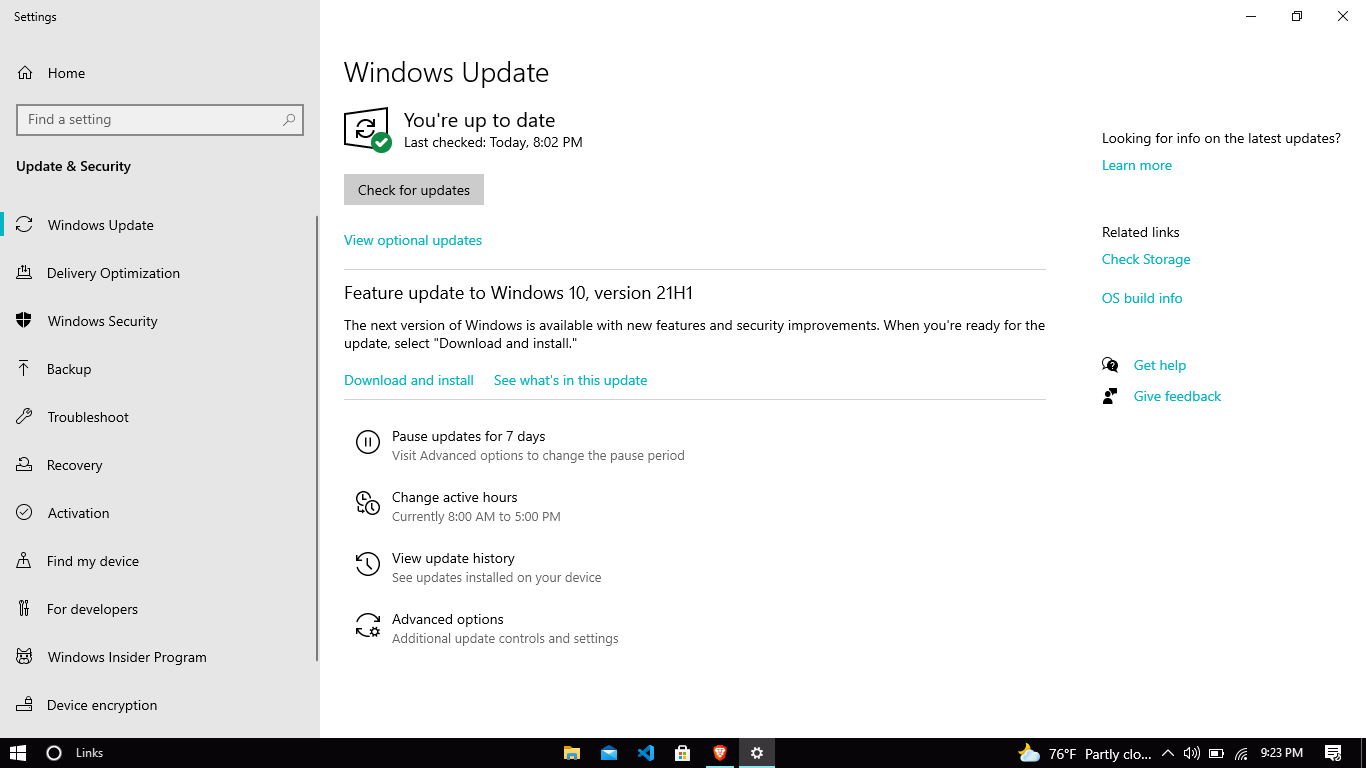 Settings
Home
Find a setting
Update & Security
Windows Update
Delivery Optimization
Windows Security
Backup
Troubleshoot
Recovery
Activation
Find my device
For developers
Windows Insider Program
Device encryption
Windows Update
You're up to date
Last checked: Today, 8:02 PM
Check for updates
View optional updates
Feature update to Windows 10, version 21H1
The next version of Windows is available with new features and security improvements. When you're ready for the
update, select "Download and install."
Download and install See what's in this update
Pause updates for 7 days
Visit Advanced options to change the pause period
Change active hours
Currently 8:00 AM to 5:00 PM
View update history
See updates installed on your device
Advanced options
Additional update controls and settings
Looking for info on the latest updates?
Learn more
Related links
Check Storage
OS build info
Get help
Give feedback
Links
76°F Partly clo... 9:23 PM